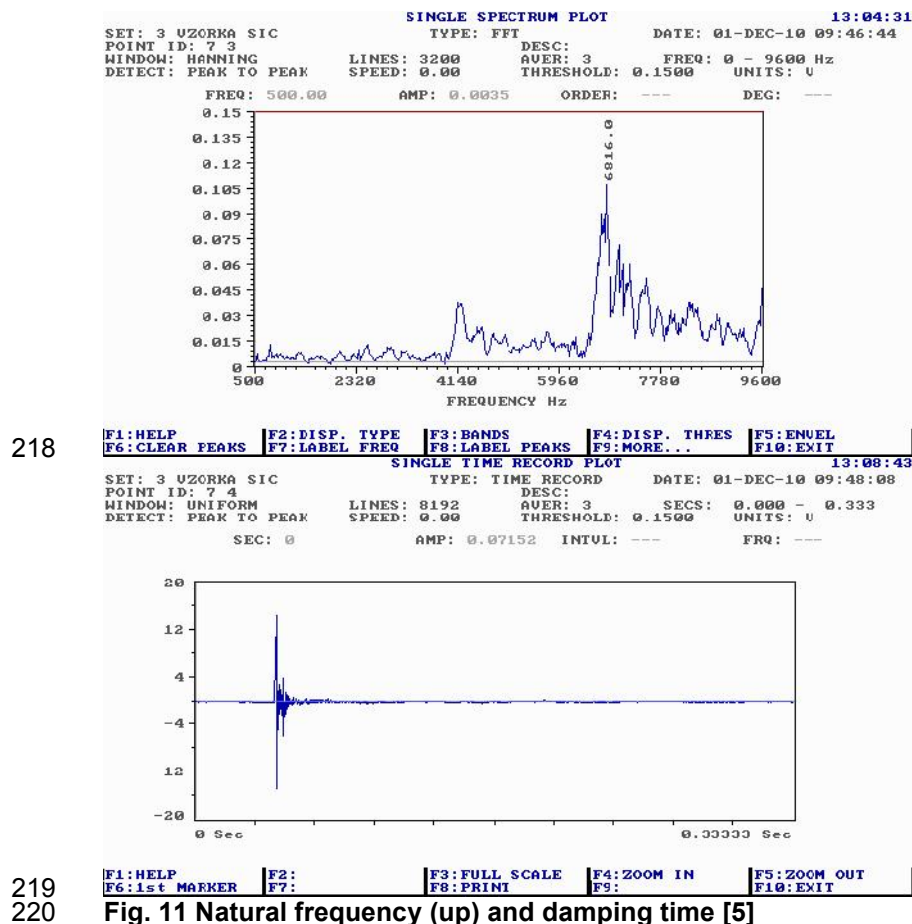 SINGLE SPECTRUM PLOT 13:04:31
SET: 3 VZORKA SIC TYPE: FFT DATE: 01-DEC-10 09:46:44
POINT ID: 7 3 DESC:
WINDOW: HANNING LINES: 3200 AVER: 3 FREQ: 0 - 9600 Hz
DETECT: PEAK TO PEAK SPEED: 0.00 THRESHOLD: 0.1500 UNITS: V
FREQ: 500.00 AMP: 0.0035 ORDER: --- DEG: ---
0.15
6816.0
0.135
0.12
0.105
0.09
0.075
0.06
0.045
0.03
0.015
0
500 2320 4140 5960 7780 9600
FREQUENCY Hz
F1:HELP F2:DISP. TYPE F3:BANDS F4:DISP. THRES F5:ENVEL
218 F6:CLEAR PEAKS F7:LABEL FREQ F8:LABEL PEAKS F9:MORE... F10:EXIT
SINGLE TIME RECORD PLOT 13:08:43
SET: 3 VZORKA SIC TYPE: TIME RECORD DATE: 01-DEC-10 09:48:08
POINT ID: 7 4 DESC:
WINDOW: UNIFORM LINES: 8192 AVER: 3 SECS: 0.000 - 0.333
DETECT: PEAK TO PEAK SPEED: 0.00 THRESHOLD: 0.1500 UNITS: V
SEC: 0 AMP: 0.07152 INTVL: --- FRQ: ---
20
12
4
-4
12
-20
0 Sec 0.33333 Sec
F1:HELP F2: F3:FULL SCALE F4:ZOOM IN F5:ZOOM OUT
219 F6:1st MARKER F7: F8:PRINT F9: F10:EXIT
220 Fig. 11 Natural frequency (up) and damping time [5]